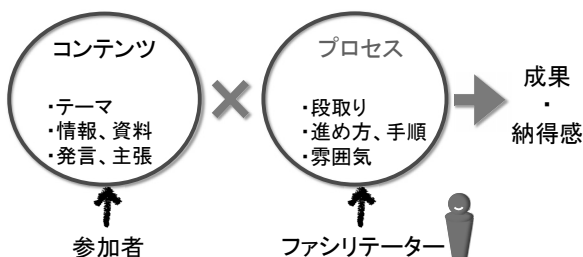 コンテンツ
・テーマ
・情報、資料
・発言、主張
プロセス
・段取り
・進め方、手順
・雰囲気
成果
・
納得感
参加者
ファシリテーター